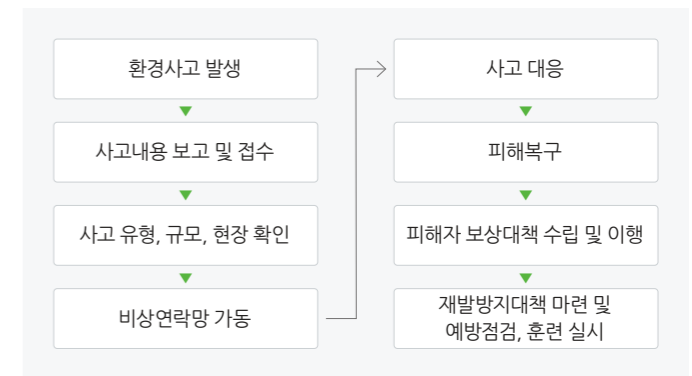 환경사고 발생
사고내용 보고 및 접수
사고 유형, 규모, 현장 확인
비상연락망 가동
사고 대응
피해복구
피해자 보상대책 수립 및 이행
재발방지대책 마련 및
예방점검, 훈련 실시